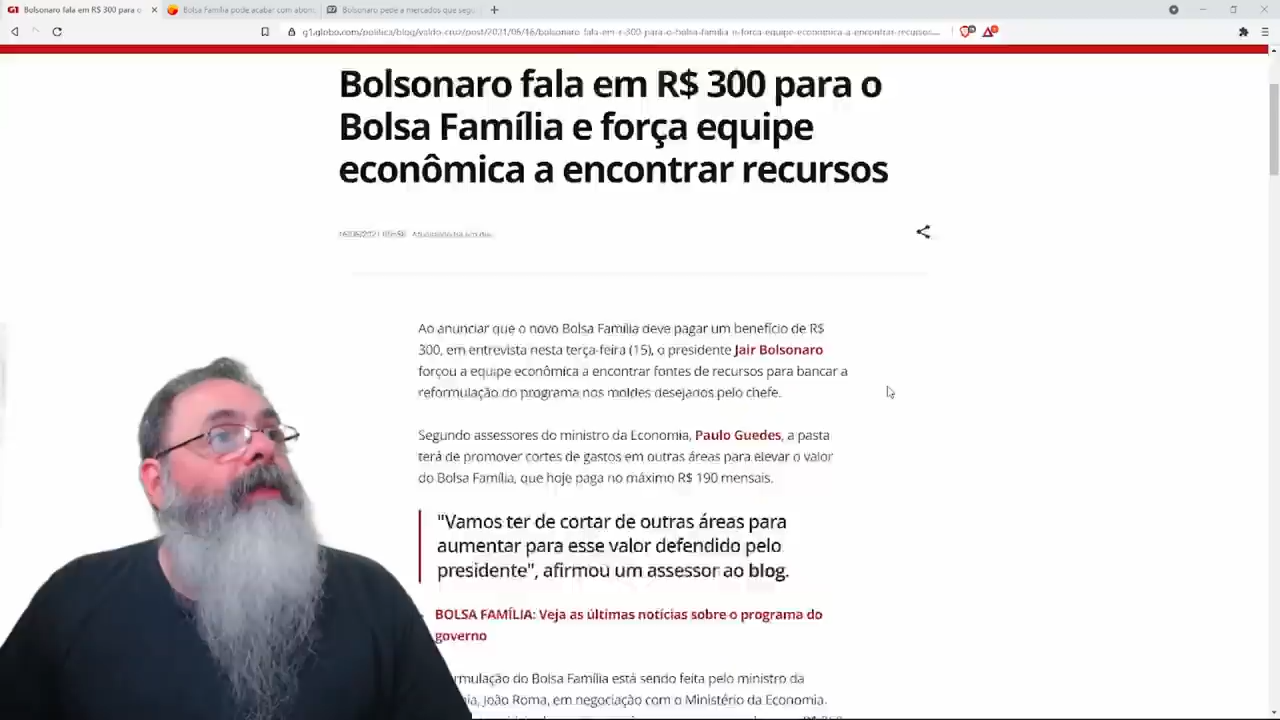 G1 Bolsonaro fala em R$ 300 para o
Bolsa Família pode acabar com abon
Bolsonaro pede a mercados que segu
g1.globo.com/politica/blog/valdo-cruz/post/2021/06/16/bolsonaro-fala-em-r-300-para-o-bolsa-familia-e-forca-equipe-economica-a-encontrar-recursos...
Bolsonaro fala em R$ 300 para o
Bolsa Família e força equipe
econômica a encontrar recursos
Ao anunciar que o novo Bolsa Família deve pagar um benefício de R$
300, em entrevista nesta terça-feira (15), o presidente Jair Bolsonaro
forçou a equipe econômica a encontrar fontes de recursos para bancar a
reformulação do programa nos moldes desejados pelo chefe.
Segundo assessores do ministro da Economia, Paulo Guedes, a pasta
terá de promover cortes de gastos em outras áreas para elevar o valor
do Bolsa Família, que hoje paga no máximo R$ 190 mensais.
"Vamos ter de cortar de outras áreas para
aumentar para esse valor defendido pelo
presidente", afirmou um assessor ao blog.
BOLSA FAMÍLIA: Veja as últimas notícias sobre o programa do
governo
rmulação do Bolsa Família está sendo feita pelo ministro da
ia, João Roma, em negociação com o Ministério da Economia.